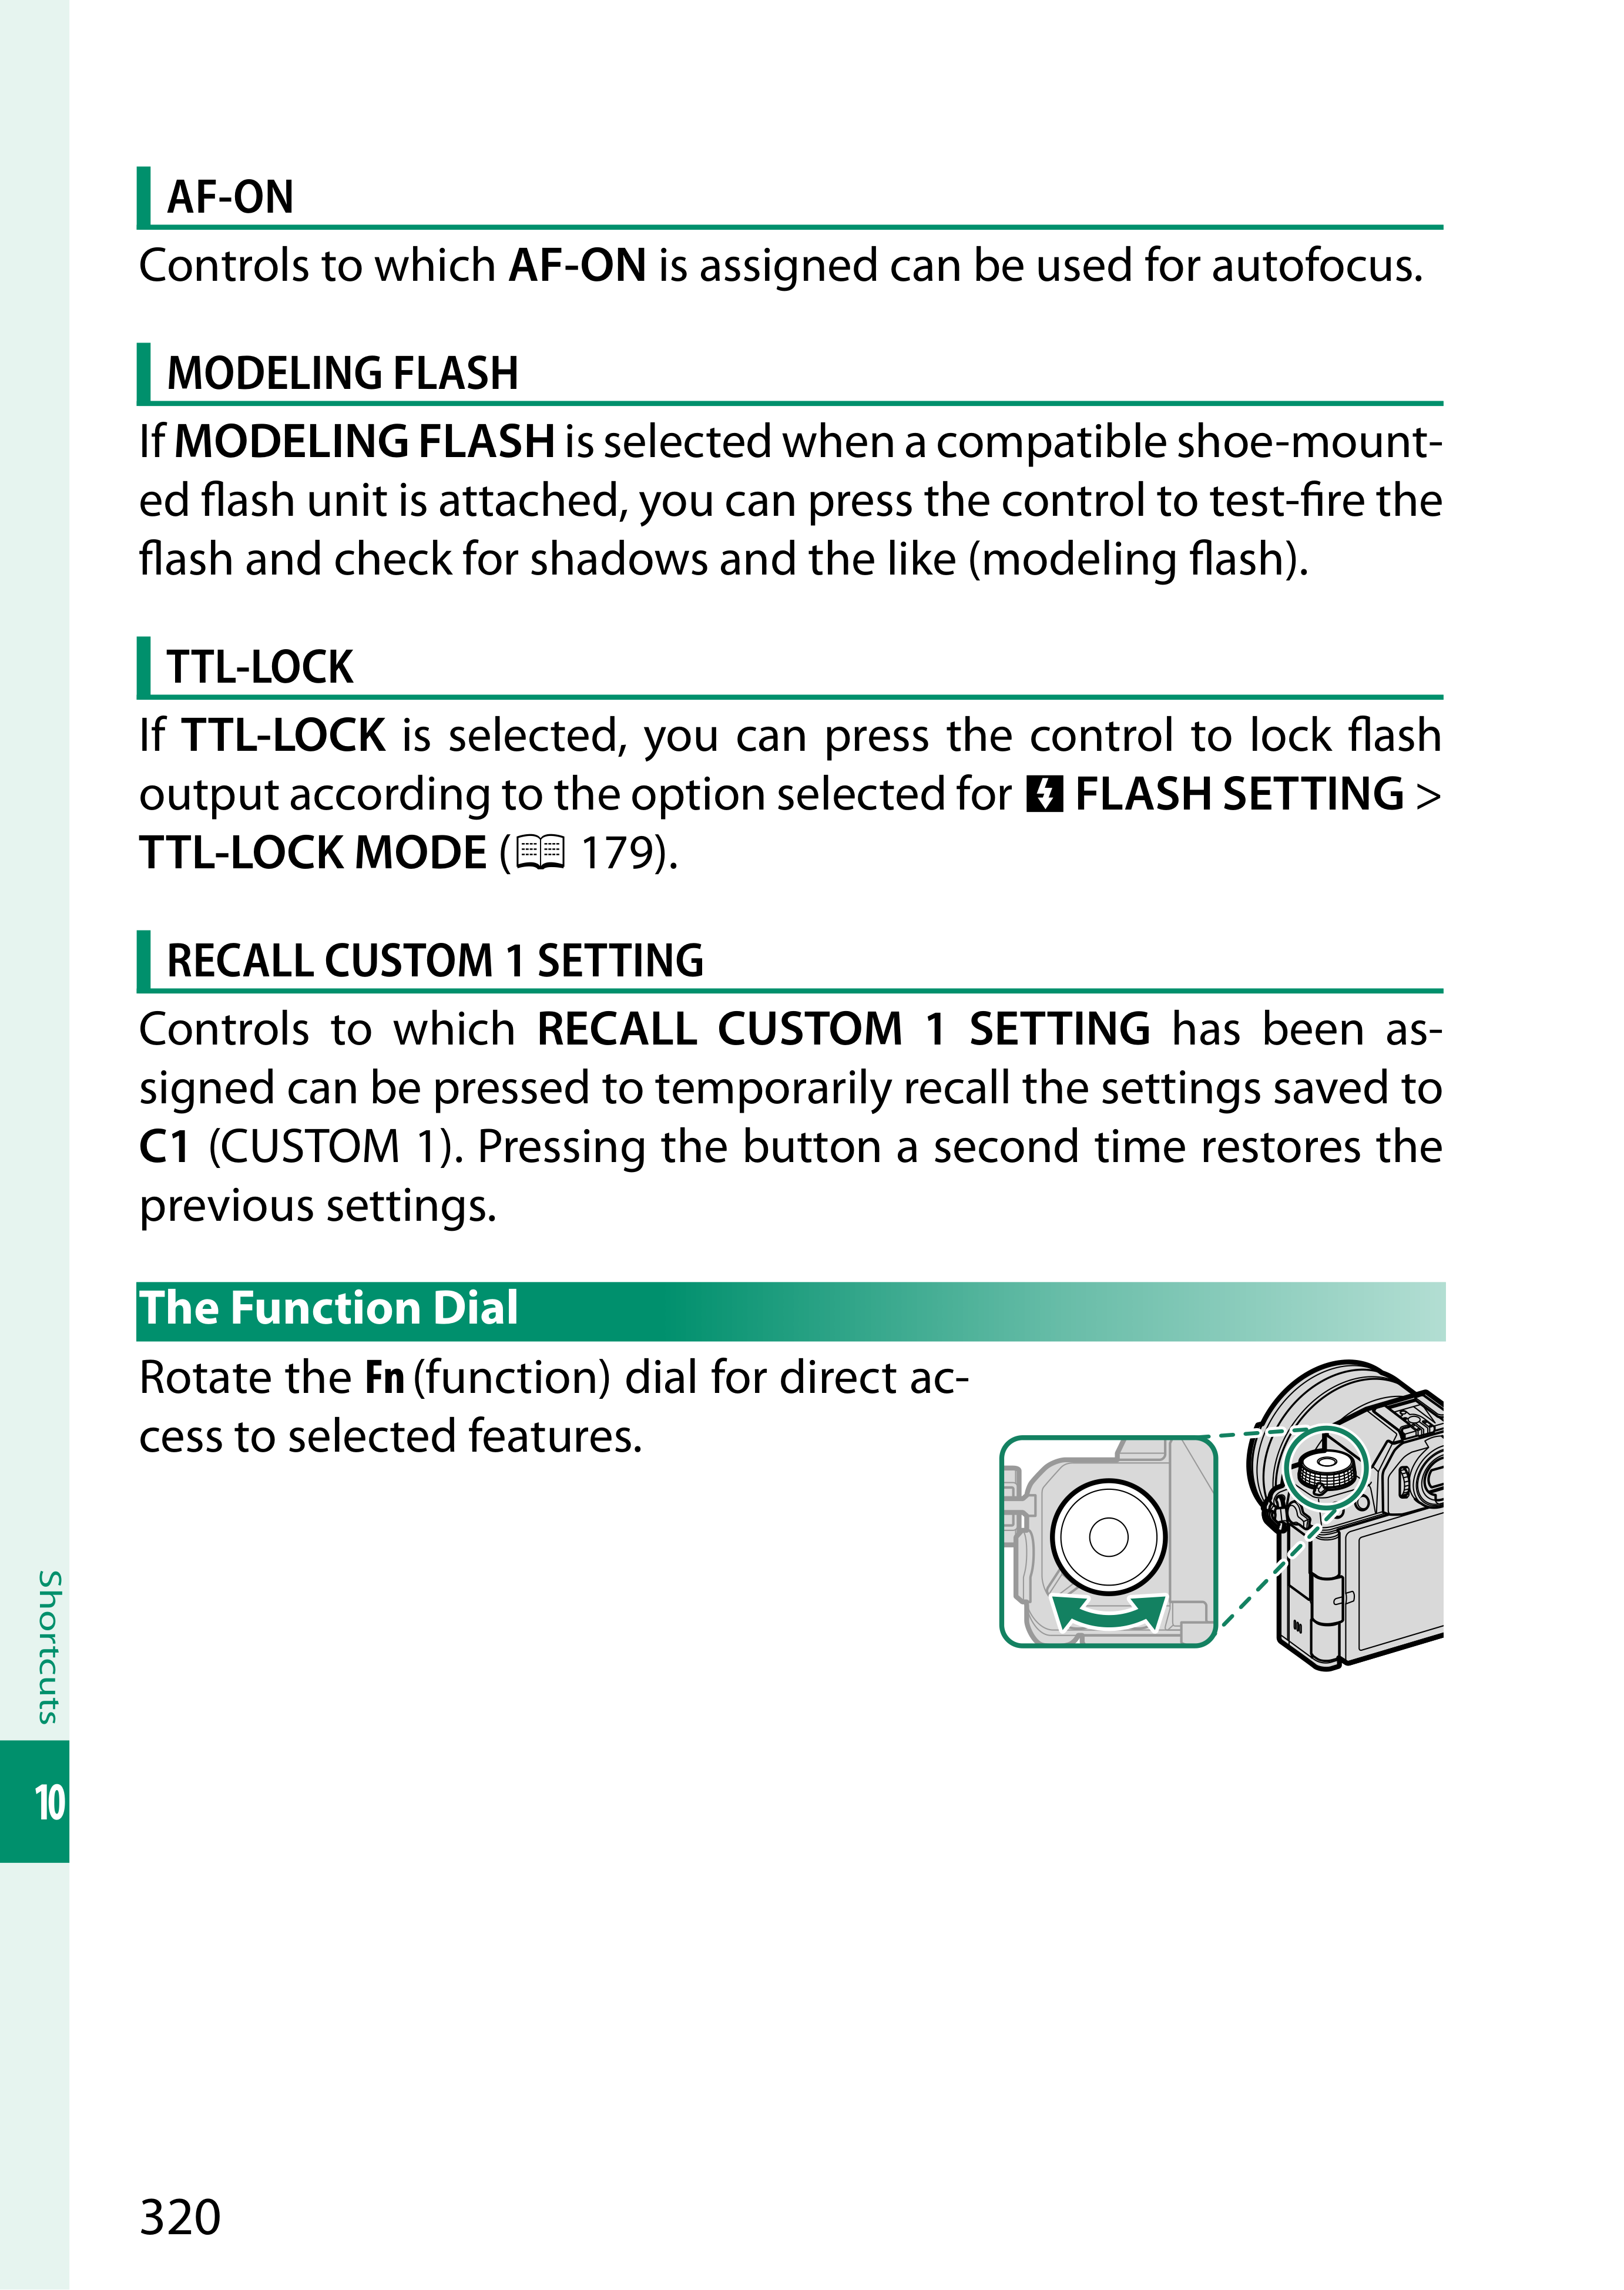 AF-ON
Controls to which AF-ON is assigned can be used for autofocus.
MODELING FLASH
If MODELING FLASH is selected when a compatible shoe-mount-
ed flash unit is attached, you can press the control to test-fire the
flash and check for shadows and the like (modeling flash).
TTL-LOCK
If TTL-LOCK is selected, you can press the control to lock flash
output according to the option selected for FLASH SETTING >
TTL-LOCK MODE ( 179).
RECALL CUSTOM 1 SETTING
Controls to which RECALL CUSTOM 1 SETTING has been as-
signed can be pressed to temporarily recall the settings saved to
C1 (CUSTOM 1). Pressing the button a second time restores the
previous settings.
The Function Dial
Rotate the Fn (function) dial for direct ac-
cess to selected features.
Shortcuts
10
320